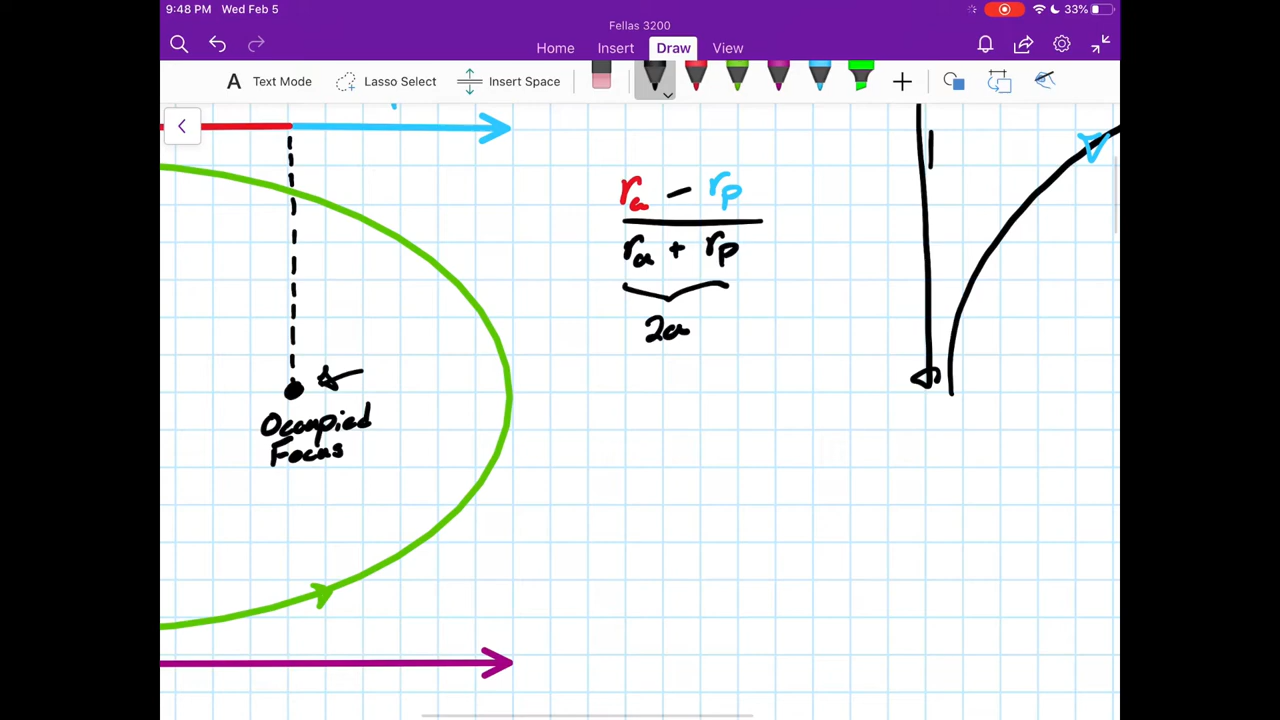 9:48 PM Wed Feb 5
33%
Fellas 3200
Home Insert Draw View
A Text Mode Lasso Select Insert Space
ra - rp
ra + rp
2a
Occupied
Focus